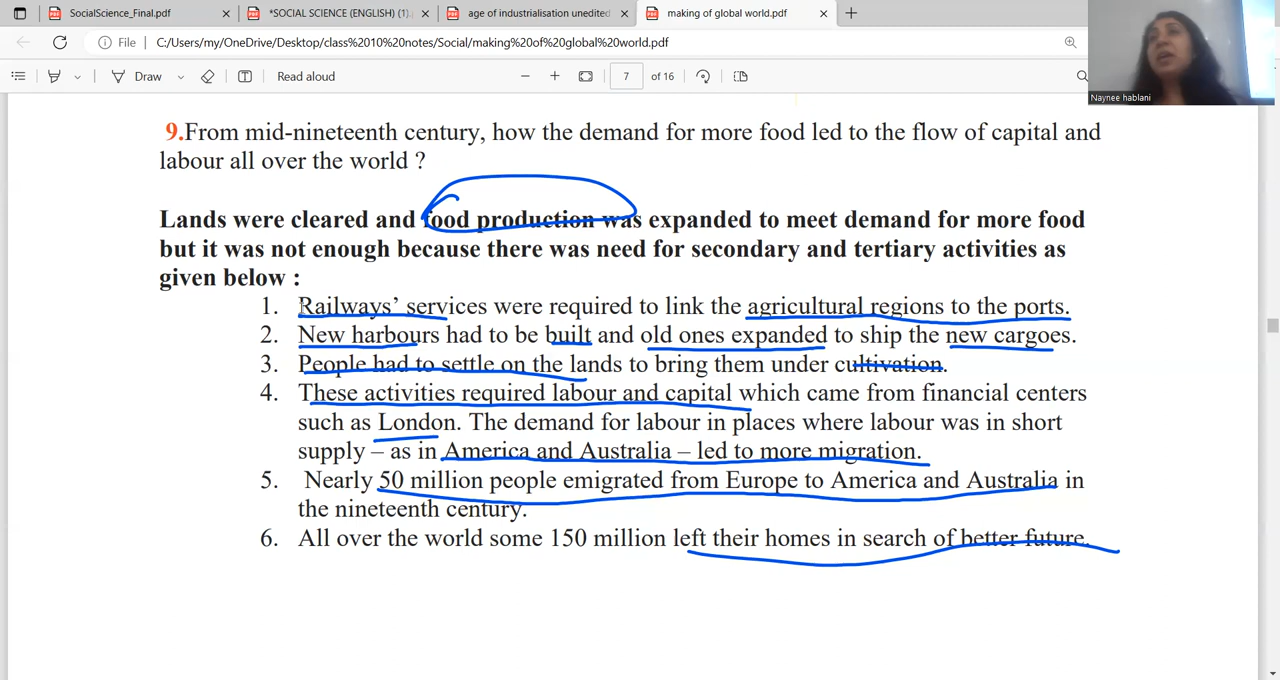 SocialScience_Final.pdf
*SOCIAL SCIENCE (ENGLISH) (1).
age of industrialisation unedited
making of global world.pdf
File C:/Users/my/OneDrive/Desktop/class%2010%20notes/Social/making%20of%20global%20world.pdf
Draw Read aloud 7 of 16
Naynee hablani
9.From mid-nineteenth century, how the demand for more food led to the flow of capital and
labour all over the world ?
Lands were cleared and food production was expanded to meet demand for more food
but it was not enough because there was need for secondary and tertiary activities as
given below :
1. Railways' services were required to link the agricultural regions to the ports.
2. New harbours had to be built and old ones expanded to ship the new cargoes.
3. People had to settle on the lands to bring them under cultivation.
4. These activities required labour and capital which came from financial centers
such as London. The demand for labour in places where labour was in short
supply – as in America and Australia – led to more migration.
5. Nearly 50 million people emigrated from Europe to America and Australia in
the nineteenth century.
6. All over the world some 150 million left their homes in search of better future.